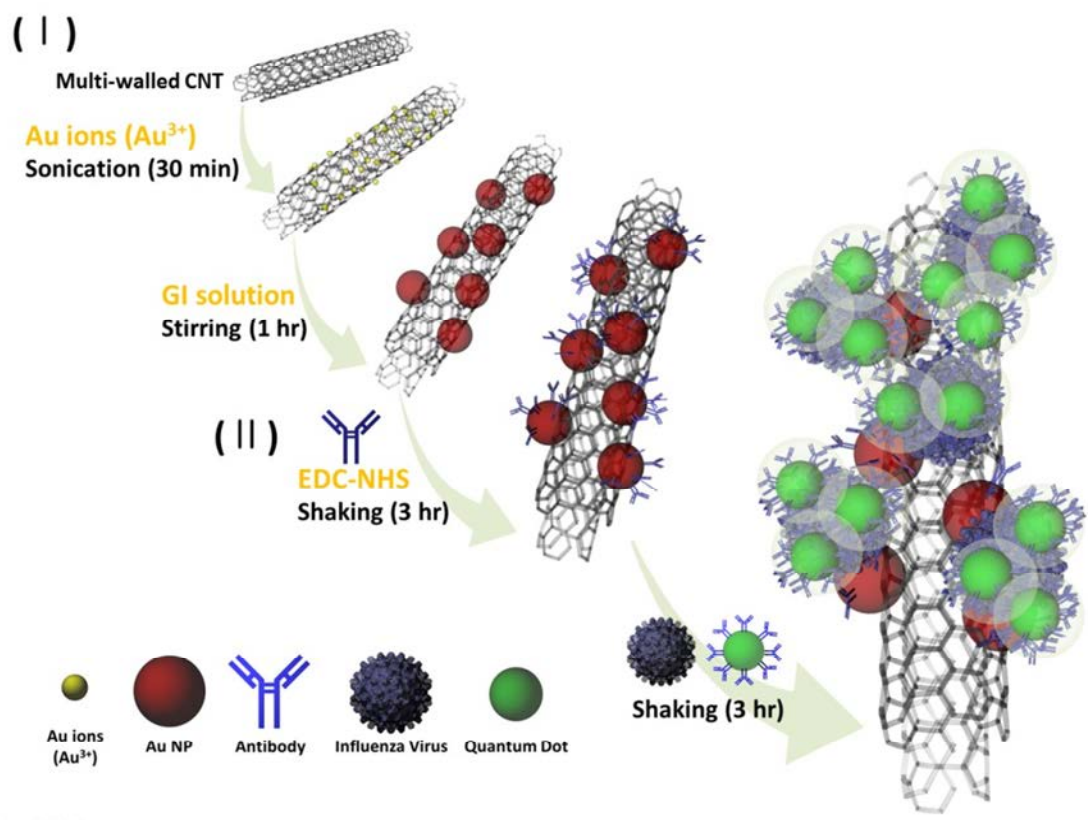 ( I )
Multi-walled CNT
Au ions (Au³⁺)
Sonication (30 min)
GI solution
Stirring (1 hr)
( II )
EDC-NHS
Shaking (3 hr)
Shaking (3 hr)
Au ions
(Au³⁺)
Au NP
Antibody
Influenza Virus
Quantum Dot